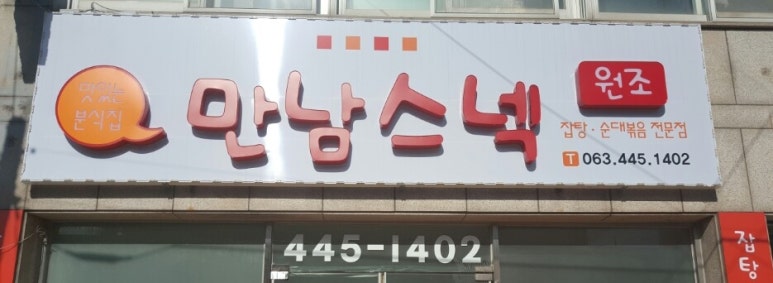 맛있는
분식집
만남스넥
원조
잡탕·순대볶음 전문점
T 063.445.1402
445-1402
잡탕